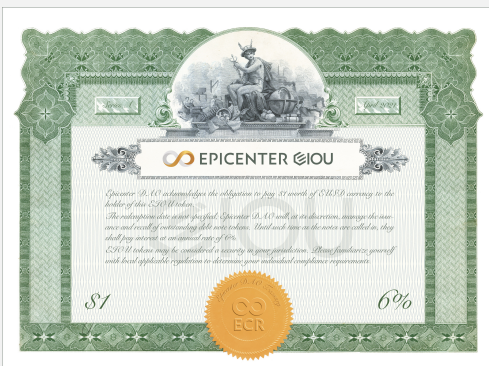 EPICENTER EIOU
Epicenter DAO acknowledges the obligation to pay $1 worth of EUSD currency to the
holder of this EIOU token.
The redemption date is not specified. Epicenter DAO will, at its discretion, manage the issu-
ance and recall of outstanding debt note tokens. Until such time as the notes are called in, they
shall pay interest at an annual rate of 6%
EIOU tokens may be considered a security in your jurisdiction. Please familiarize yourself
with local applicable regulation to determine your individual compliance requirements.
$1
6%
ECR